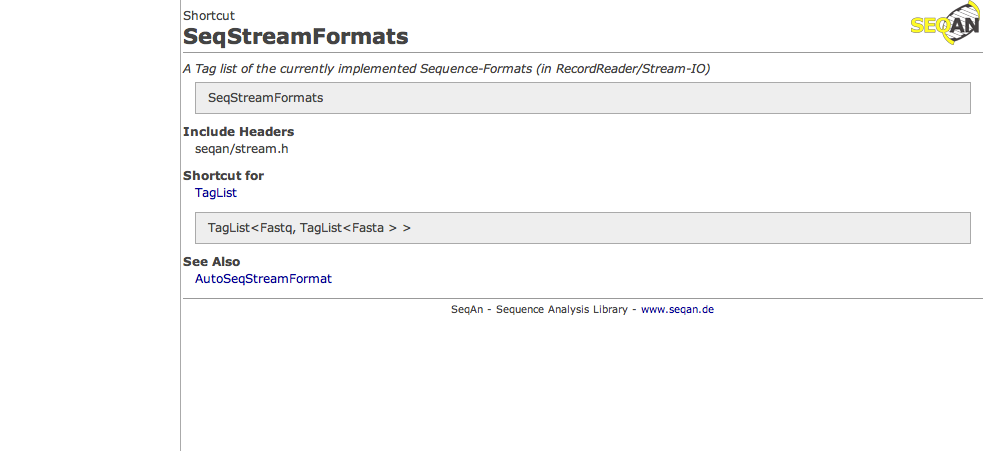 Shortcut
SEQAN
SeqStreamFormats
A Tag list of the currently implemented Sequence-Formats (in RecordReader/Stream-IO)
SeqStreamFormats
Include Headers
seqan/stream.h
Shortcut for
TagList
TagList<Fastq, TagList<Fasta > >
See Also
AutoSeqStreamFormat
SeqAn - Sequence Analysis Library - www.seqan.de